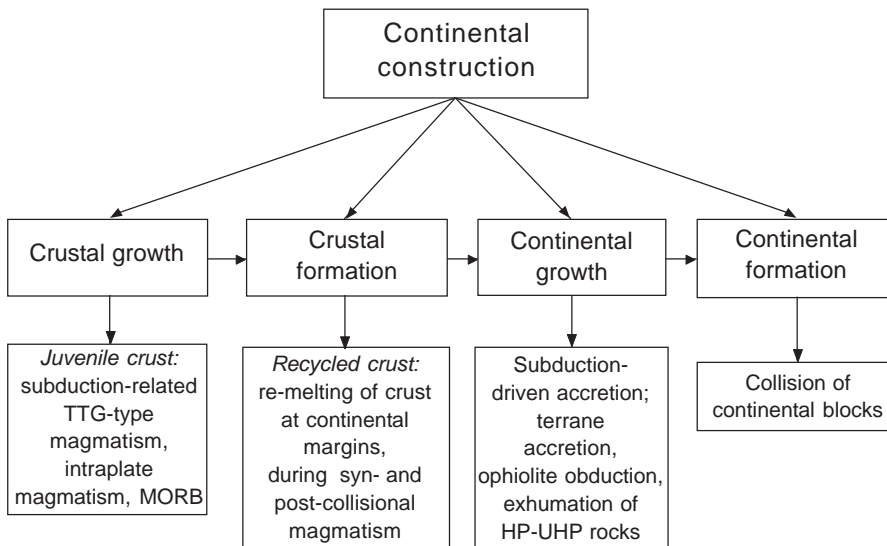 Continental
construction
Crustal growth
Crustal
formation
Continental
growth
Continental
formation
Juvenile crust:
subduction-related
TTG-type
magmatism,
intraplate
magmatism, MORB
Recycled crust:
re-melting of crust
at continental
margins,
during syn- and
post-collisional
magmatism
Subduction-
driven accretion;
terrane
accretion,
ophiolite obduction,
exhumation of
HP-UHP rocks
Collision of
continental blocks